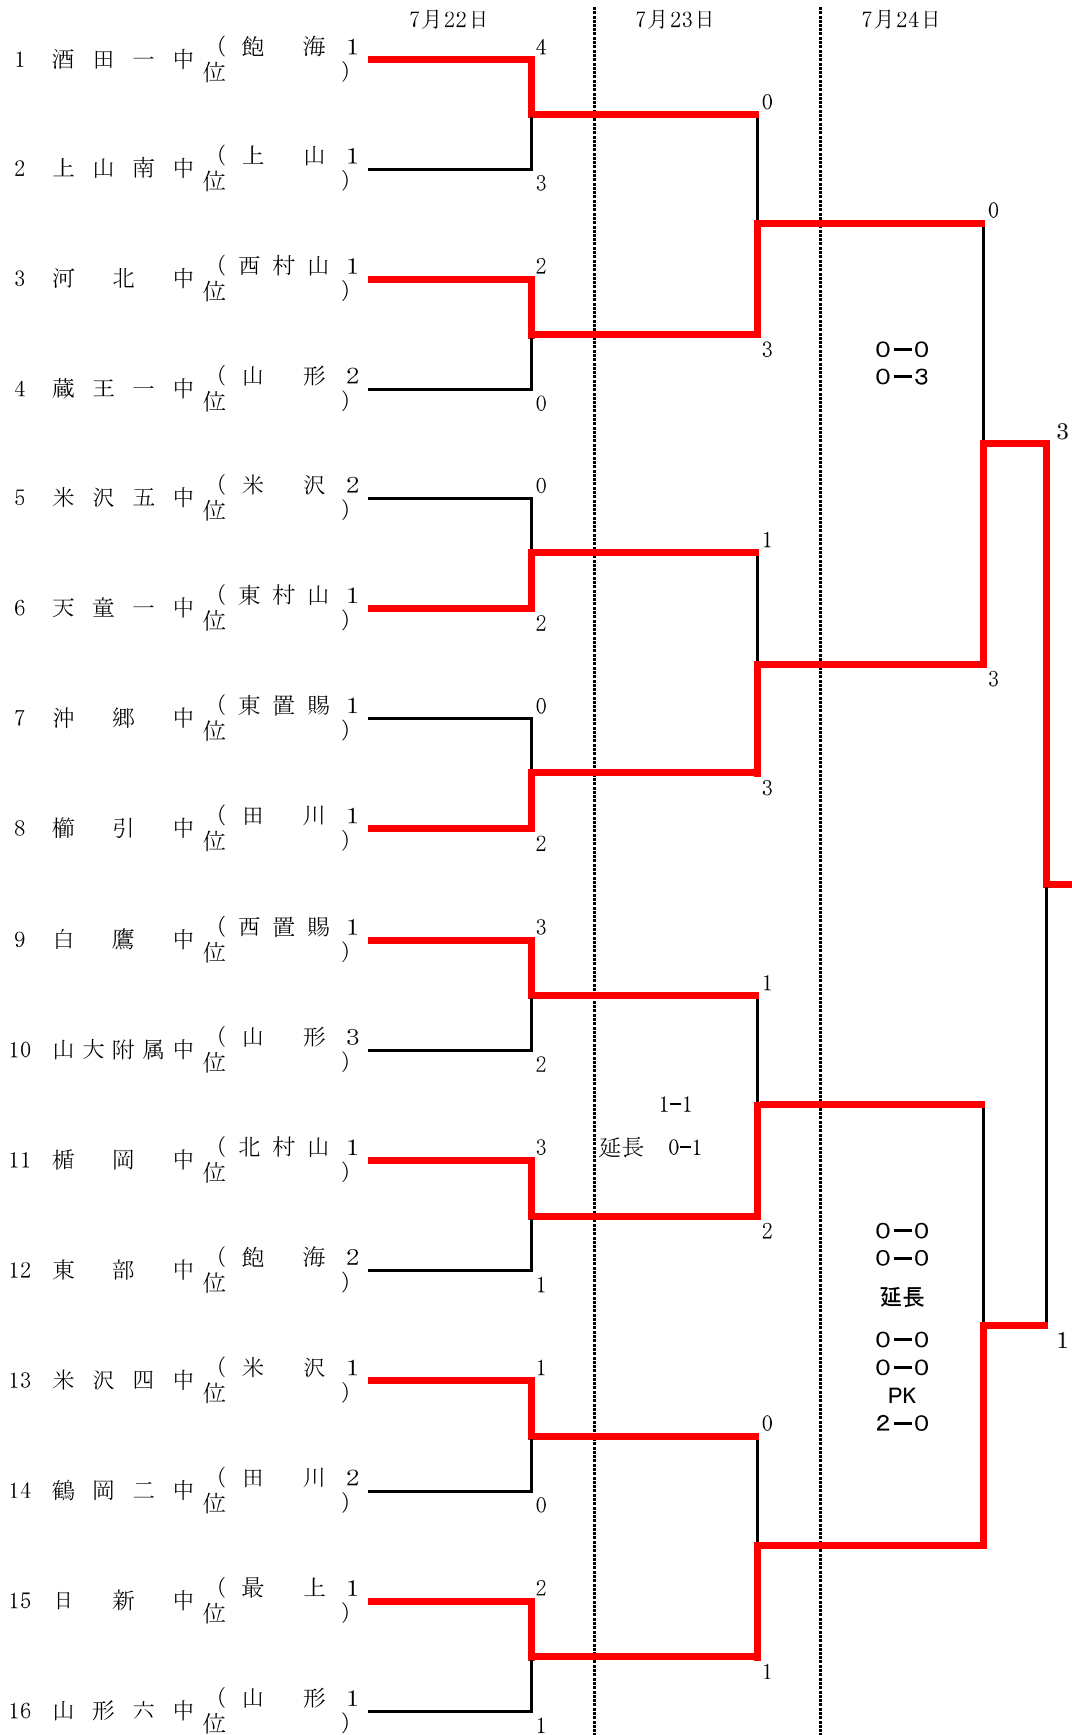 7月22日 7月23日 7月24日
1 酒田一中 (飽海1位)
4
0
2 上山南中 (上山1位)
3
0
3 河北中 (西村山1位)
2
3
0-0
0-3
4 蔵王一中 (山形2位)
0
3
5 米沢五中 (米沢2位)
0
1
6 天童一中 (東村山1位)
2
3
7 沖郷中 (東置賜1位)
0
3
8 櫛引中 (田川1位)
2
9 白鷹中 (西置賜1位)
3
1
10 山大附属中 (山形3位)
2
1-1
延長 0-1
11 楯岡中 (北村山1位)
3
2
0-0
0-0
12 東部中 (飽海2位)
1
延長
0-0
1
0-0
13 米沢四中 (米沢1位)
1
PK
2-0
0
14 鶴岡二中 (田川2位)
0
15 日新中 (最上1位)
2
1
16 山形六中 (山形1位)
1